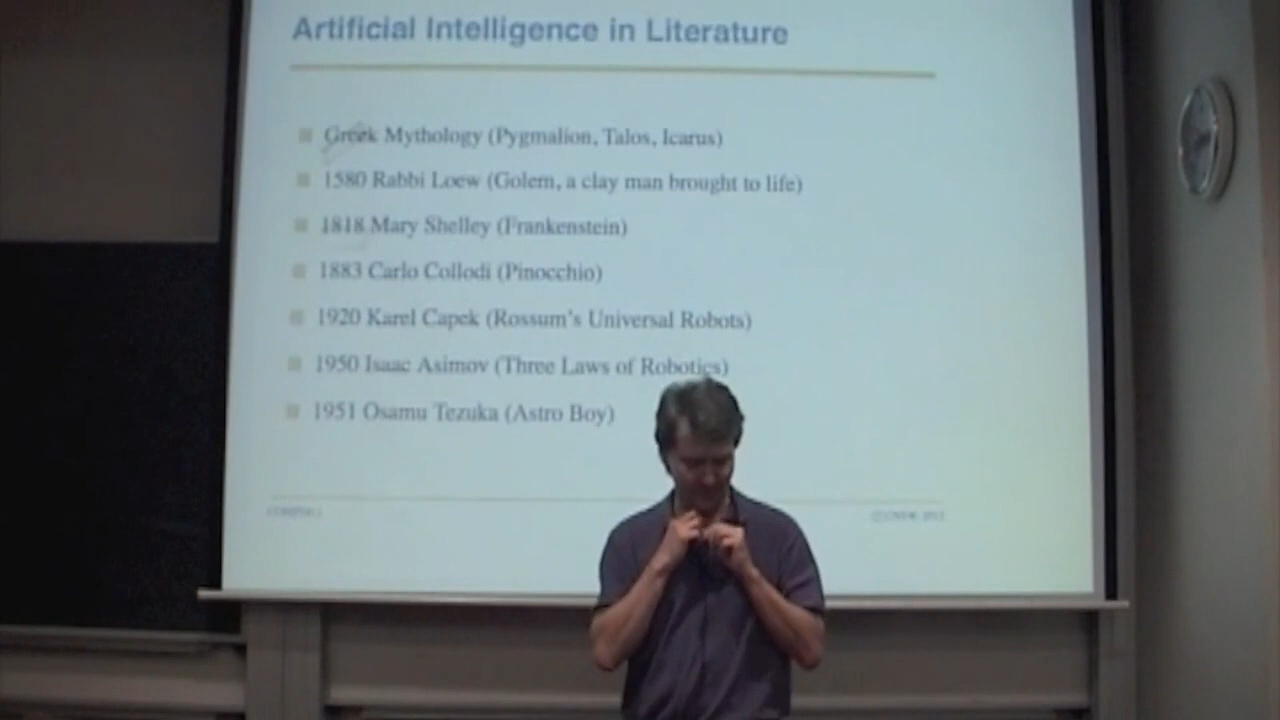 Artificial Intelligence in Literature
Greek Mythology (Pygmalion, Talos, Icarus)
1580 Rabbi Loew (Golem, a clay man brought to life)
1818 Mary Shelley (Frankenstein)
1883 Carlo Collodi (Pinocchio)
1920 Karel Capek (Rossum's Universal Robots)
1950 Isaac Asimov (Three Laws of Robotics)
1951 Osamu Tezuka (Astro Boy)